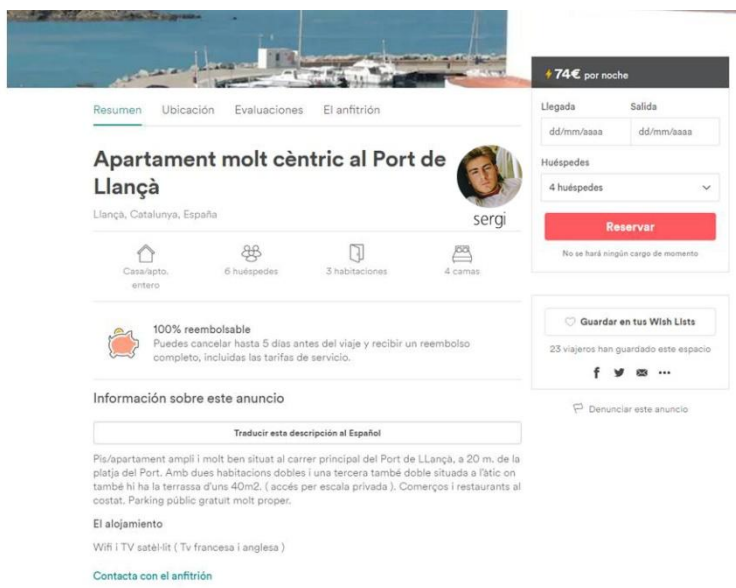 74€ por noche
Resumen Ubicación Evaluaciones El anfitrión
Llegada Salida
dd/mm/aaaa dd/mm/aaaa
Apartament molt cèntric al Port de
Llançà
Huéspedes
4 huéspedes
Llançà, Catalunya, España
sergi
Reservar
No se hará ningún cargo de momento
Casa/apto.
entero
6 huéspedes
3 habitaciones
4 camas
100% reembolsable
Puedes cancelar hasta 5 días antes del viaje y recibir un reembolso
completo, incluidas las tarifas de servicio.
Guardar en tus Wish Lists
23 viajeros han guardado este espacio
Información sobre este anuncio
Denunciar este anuncio
Traducir esta descripción al Español
Pis/apartament ampli i molt ben situat al carrer principal del Port de LLançà, a 20 m. de la
platja del Port. Amb dues habitacions dobles i una tercera també doble situada a l'àtic on
també hi ha la terrassa d'uns 40m2. ( accés per escala privada ). Comerços i restaurants al
costat. Parking públic gratuit molt proper.
El alojamiento
Wifi i TV satèl·lit ( Tv francesa i anglesa )
Contacta con el anfitrión